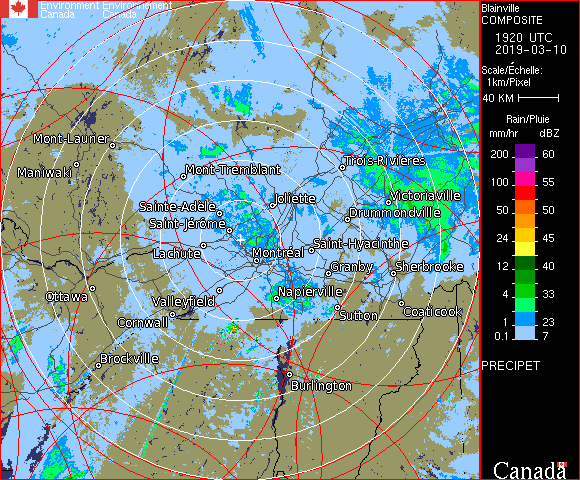 Environment Environnement
Canada Canada
Blainville
COMPOSITE
1920 UTC
2019-03-10
Scale/Échelle:
1km/Pixel
40 KM
Rain/Pluie
mm/hr dBZ
200 60
100 55
50 50
24 45
12 40
4 33
1 23
0.1 7
PRECIPET
Canada
Mont-Laurier
Maniwaki
Mont-Tremblant
Trois-Rivières
Sainte-Adèle
Joliette
Victoriaville
Drummondville
Saint-Jérôme
Lachute
Montréal
Saint-Hyacinthe
Granby
Sherbrooke
Ottawa
Valleyfield
Napierville
Cornwall
Sutton
Coaticook
Brockville
Burlington